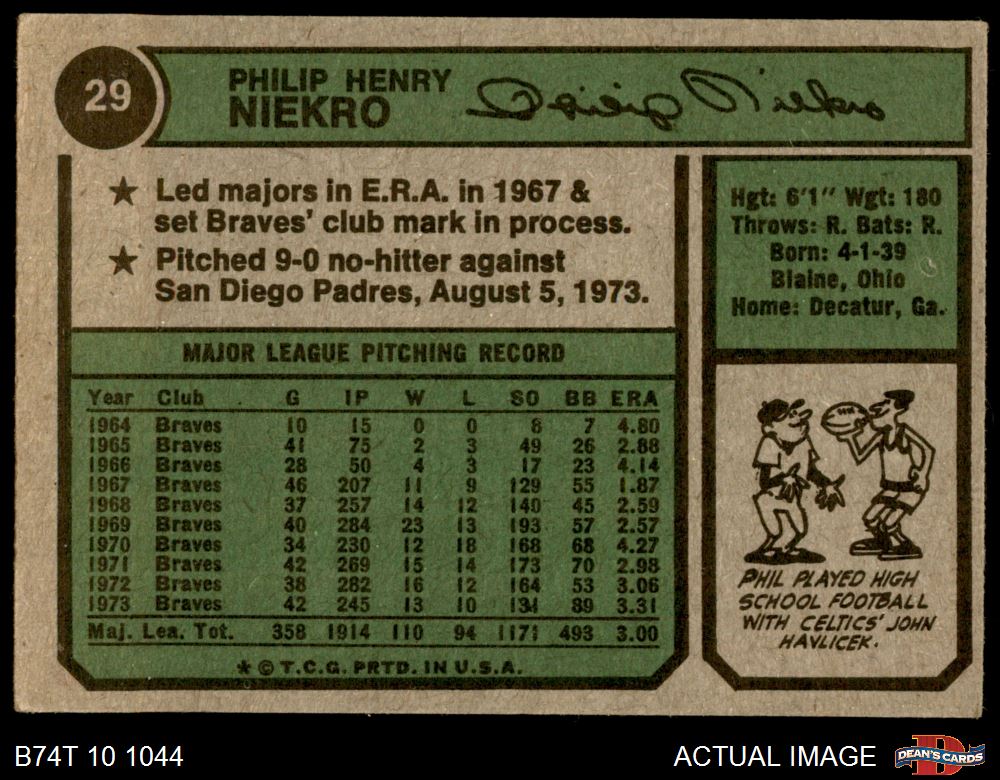 29
PHILIP HENRY
NIEKRO
★ Led majors in E.R.A. in 1967 &
set Braves' club mark in process.
★ Pitched 9-0 no-hitter against
San Diego Padres, August 5, 1973.
MAJOR LEAGUE PITCHING RECORD
Year Club G IP W L SO BB ERA
1964 Braves 10 15 0 0 8 7 4.80
1965 Braves 41 75 2 3 49 26 2.88
1966 Braves 28 50 4 3 17 23 4.14
1967 Braves 46 207 11 9 129 55 1.87
1968 Braves 37 257 14 12 140 45 2.59
1969 Braves 40 284 23 13 193 57 2.57
1970 Braves 34 230 12 18 168 68 4.27
1971 Braves 42 269 15 14 173 70 2.98
1972 Braves 38 282 16 12 164 53 3.06
1973 Braves 42 245 13 10 131 89 3.31
Maj. Lea. Tot. 358 1914 110 94 1171 493 3.00
★ © T.C.G. PRTD. IN U.S.A.
Hgt: 6'1" Wgt: 180
Throws: R. Bats: R.
Born: 4-1-39
Blaine, Ohio
Home: Decatur, Ga.
PHIL PLAYED HIGH
SCHOOL FOOTBALL
WITH CELTICS' JOHN
HAVLICEK.
B74T 10 1044
ACTUAL IMAGE
DEAN'S CARDS